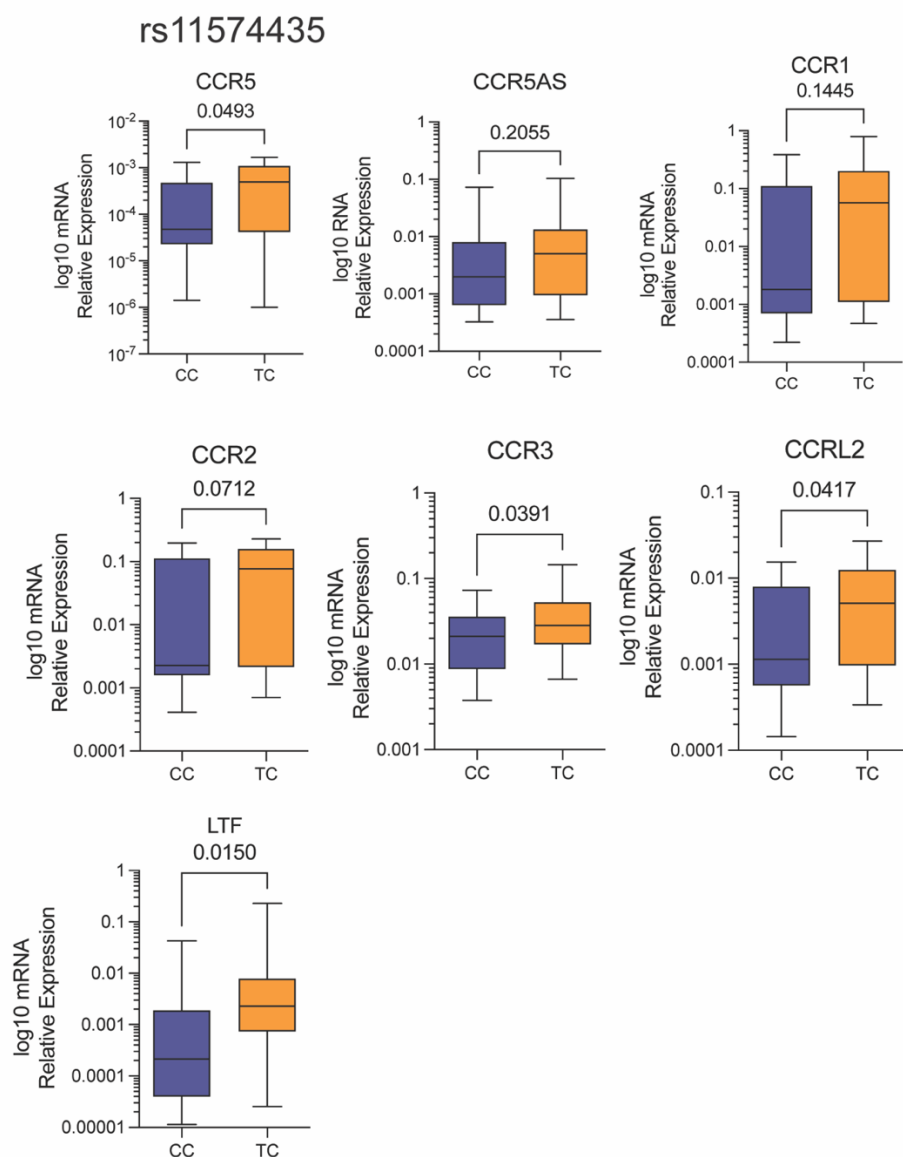 rs11574435
CCR5
0.0493
log10 mRNA
Relative Expression
10-2
10-3
10-4
10-5
10-6
10-7
CC TC
CCR5AS
0.2055
log10 RNA
Relative Expression
1
0.1
0.01
0.001
0.0001
CC TC
CCR1
0.1445
log10 mRNA
Relative Expression
1
0.1
0.01
0.001
0.0001
CC TC
CCR2
0.0712
log10 mRNA
Relative Expression
1
0.1
0.01
0.001
0.0001
CC TC
CCR3
0.0391
log10 mRNA
Relative Expression
1
0.1
0.01
0.001
CC TC
CCRL2
0.0417
log10 mRNA
Relative Expression
0.1
0.01
0.001
0.0001
CC TC
LTF
0.0150
log10 mRNA
Relative Expression
1
0.1
0.01
0.001
0.0001
0.00001
CC TC